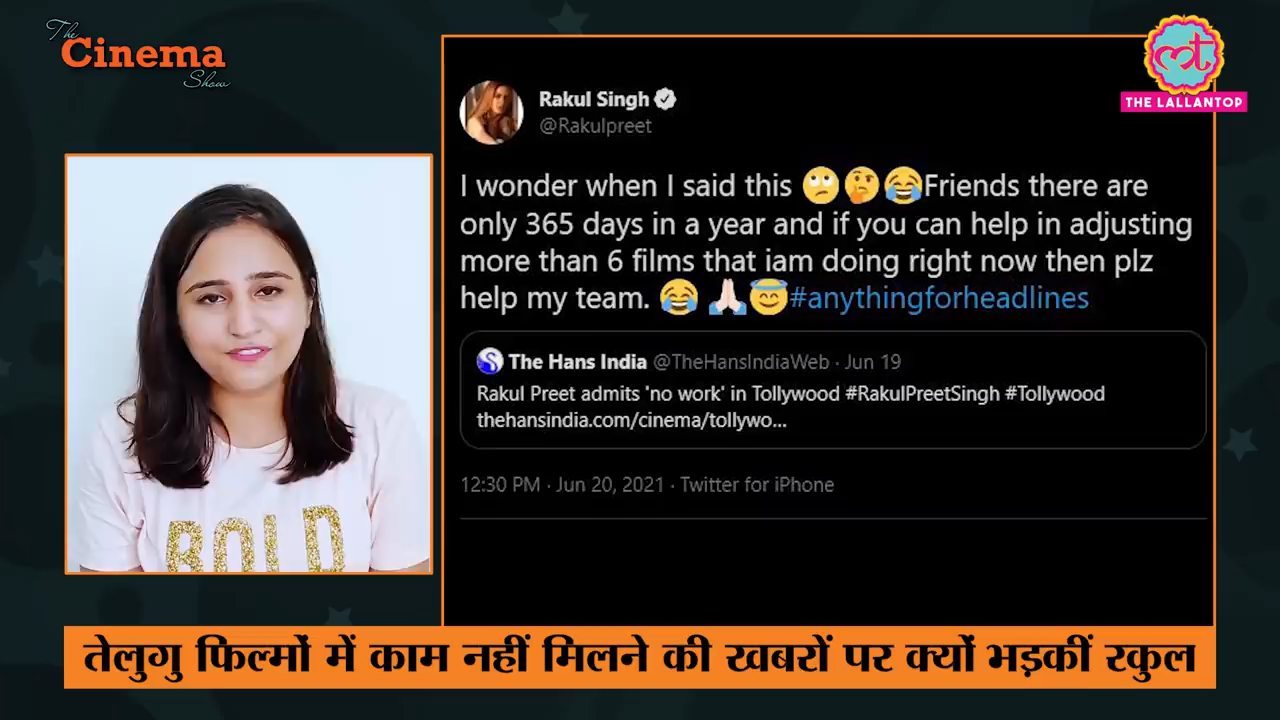 The
Cinema
Show
लt
THE LALLANTOP
Rakul Singh
@Rakulpreet
I wonder when I said this 🙄🤔😂Friends there are
only 365 days in a year and if you can help in adjusting
more than 6 films that iam doing right now then plz
help my team. 😂 🙏🏻😇#anythingforheadlines
The Hans India @TheHansIndiaWeb · Jun 19
Rakul Preet admits 'no work' in Tollywood #RakulPreetSingh #Tollywood
thehansindia.com/cinema/tollywo...
12:30 PM · Jun 20, 2021 · Twitter for iPhone
BOLD
तेलुगु फिल्मों में काम नहीं मिलने की खबरों पर क्यों भड़कीं रकुल